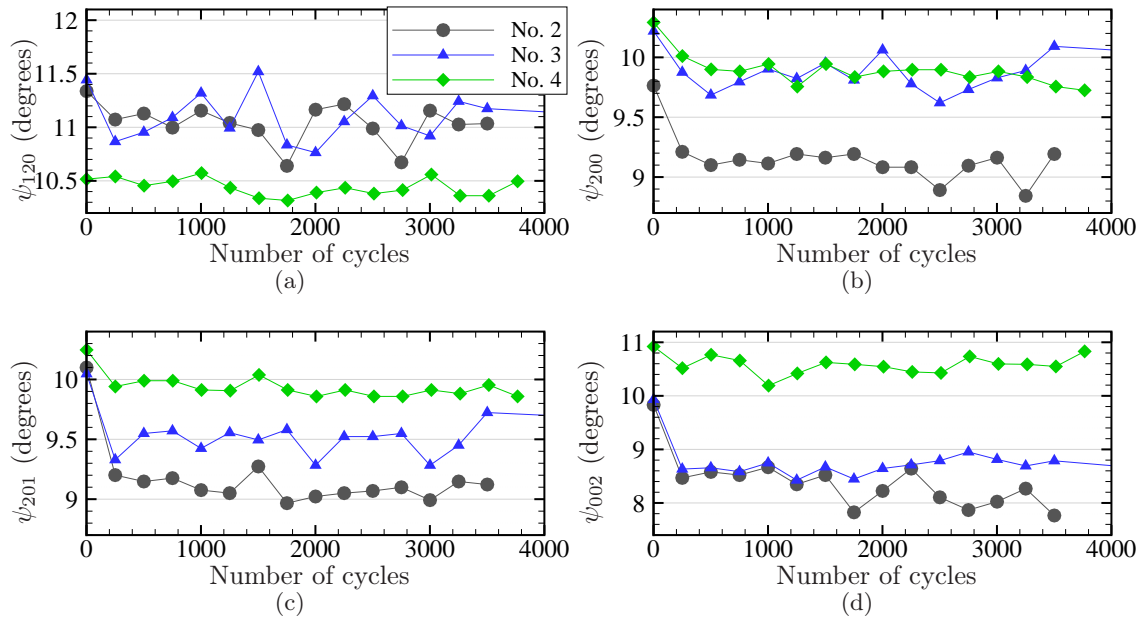 No. 2
No. 3
No. 4
12
11.5
11
10.5
ψ120 (degrees)
0 1000 2000 3000 4000
Number of cycles
(a)
10
9.5
9
ψ200 (degrees)
0 1000 2000 3000 4000
Number of cycles
(b)
10
9.5
9
ψ201 (degrees)
0 1000 2000 3000 4000
Number of cycles
(c)
11
10
9
8
ψ002 (degrees)
0 1000 2000 3000 4000
Number of cycles
(d)